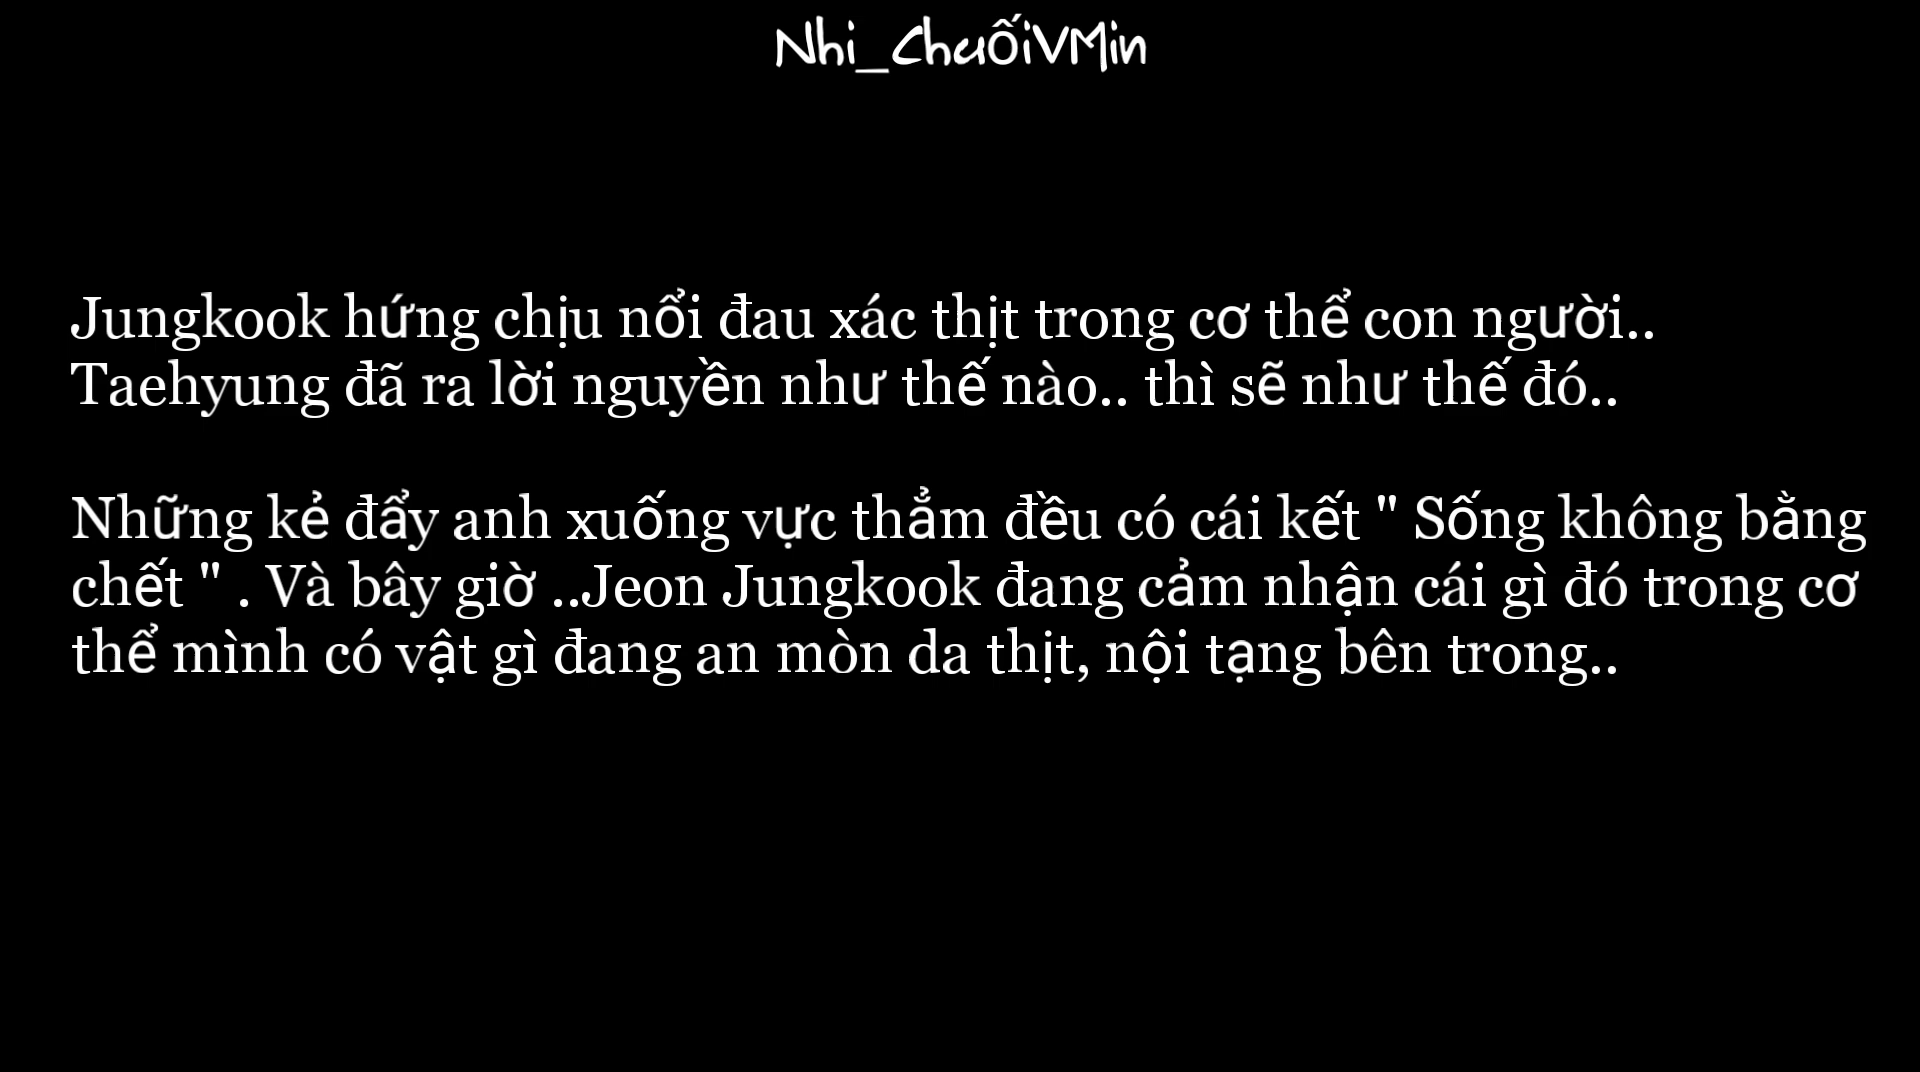 Nhi_ChuốiVMin
Jungkook hứng chịu nổi đau xác thịt trong cơ thể con người..
Taehyung đã ra lời nguyền như thế nào.. thì sẽ như thế đó..
Những kẻ đẩy anh xuống vực thẳm đều có cái kết " Sống không bằng
chết " . Và bây giờ ..Jeon Jungkook đang cảm nhận cái gì đó trong cơ
thể mình có vật gì đang an mòn da thịt, nội tạng bên trong..